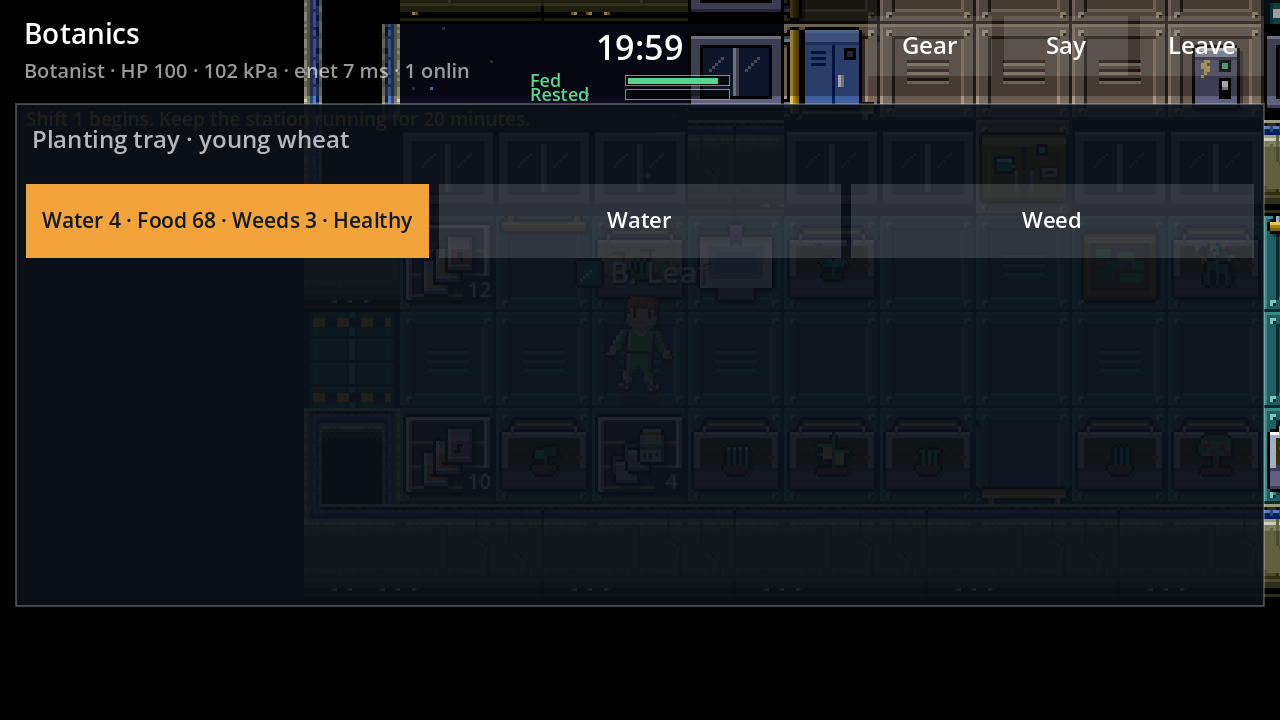 Botanics
19:59
Gear
Say
Leave
Botanist · HP 100 · 102 kPa · enet 7 ms · 1 onlin
Fed
Rested
Shift 1 begins. Keep the station running for 20 minutes.
Planting tray · young wheat
Water 4 · Food 68 · Weeds 3 · Healthy
Water
Weed
B. Leaf
12
10
4